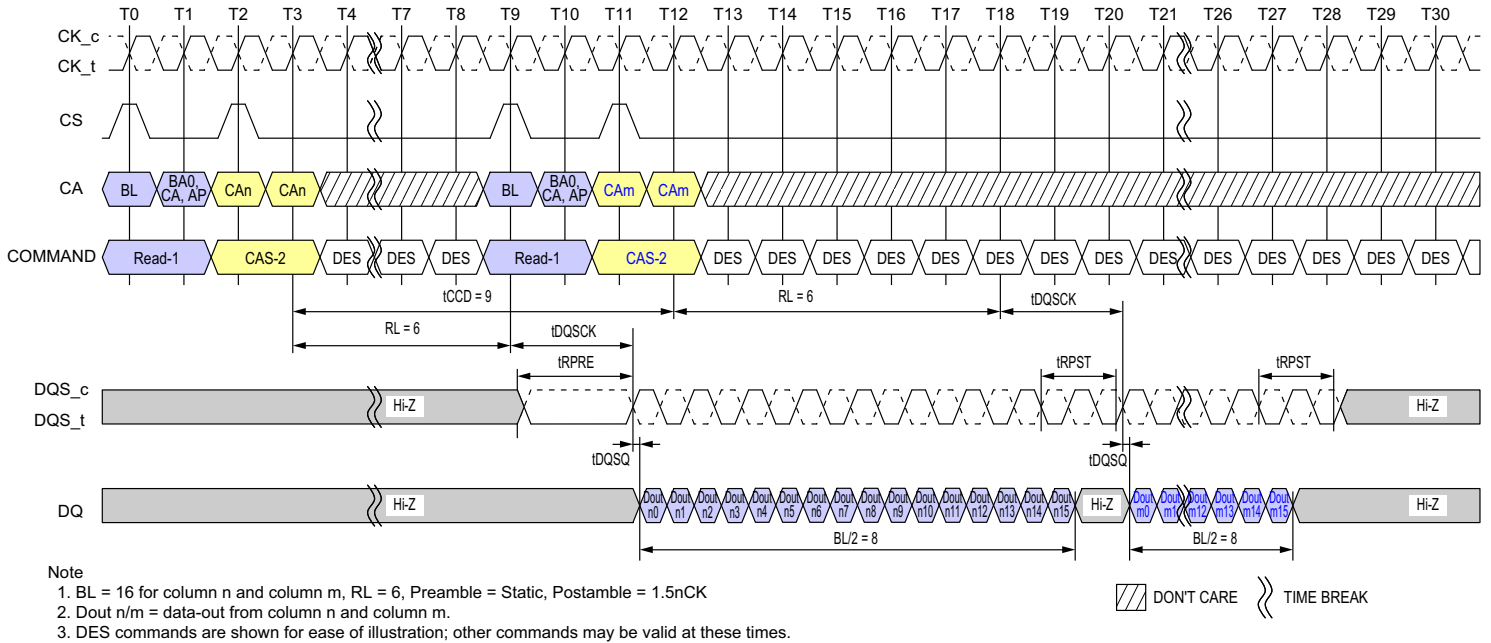 T0 T1 T2 T3 T4 T7 T8 T9 T10 T11 T12 T13 T14 T15 T16 T17 T18 T19 T20 T21 T26 T27 T28 T29 T30
CK_c
CK_t
CS
CA BL BA0, CA, AP CAn CAn BL BA0, CA, AP CAm CAm
COMMAND Read-1 CAS-2 DES DES DES Read-1 CAS-2 DES DES DES DES DES DES DES DES DES DES DES DES DES DES
tCCD = 9 RL = 6 tDQSCK
RL = 6 tDQSCK
tRPRE tRPST tRPST
DQS_c
DQS_t
Hi-Z Hi-Z
tDQSQ tDQSQ
DQ Hi-Z Dout n0 Dout n1 Dout n2 Dout n3 Dout n4 Dout n5 Dout n6 Dout n7 Dout n8 Dout n9 Dout n10 Dout n11 Dout n12 Dout n13 Dout n14 Dout n15 Hi-Z Dout m0 Dout m1 Dout m12 Dout m13 Dout m14 Dout m15 Hi-Z
BL/2 = 8 BL/2 = 8
Note
1. BL = 16 for column n and column m, RL = 6, Preamble = Static, Postamble = 1.5nCK
2. Dout n/m = data-out from column n and column m.
3. DES commands are shown for ease of illustration; other commands may be valid at these times.
DON'T CARE TIME BREAK